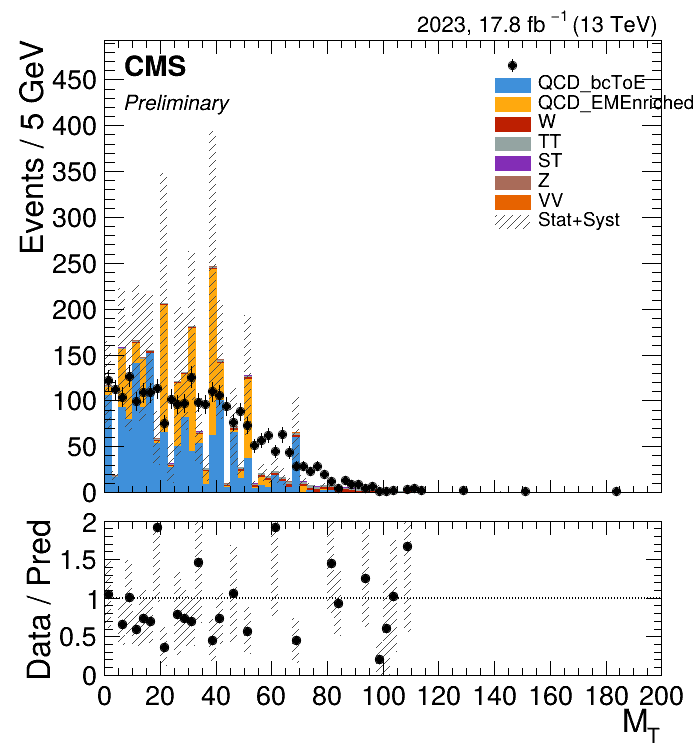 2023, 17.8 fb⁻¹ (13 TeV)
Events / 5 GeV
CMS
Preliminary
QCD_bcToE
QCD_EMEnriched
W
TT
ST
Z
VV
Stat+Syst
450
400
350
300
250
200
150
100
50
0
Data / Pred
2
1.5
1
0.5
0
0 20 40 60 80 100 120 140 160 180 200
M_T